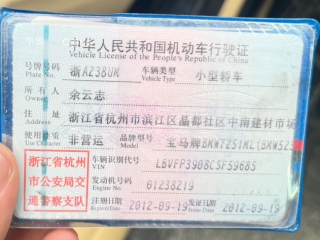 中华人民共和国机动车行驶证
Vehicle License of the People's Republic of China
号牌号码 浙A238UM 车辆类型 小型轿车
Plate No. Vehicle Type
所有人 余云志
Owner
住址 浙江省杭州市滨江区晶都社区中南建材市场
Address
使用性质 非营运 品牌型号 宝马牌BMW7251ML(BMW525
Use Character Model
浙江省杭州
市公安局交
通警察支队
车辆识别代号 LBVFP3908CSF59685
VIN
发动机号码 01238219
Engine No.
注册日期 2012-09-19 发证日期 2012-09-19
Register Date Issue Date